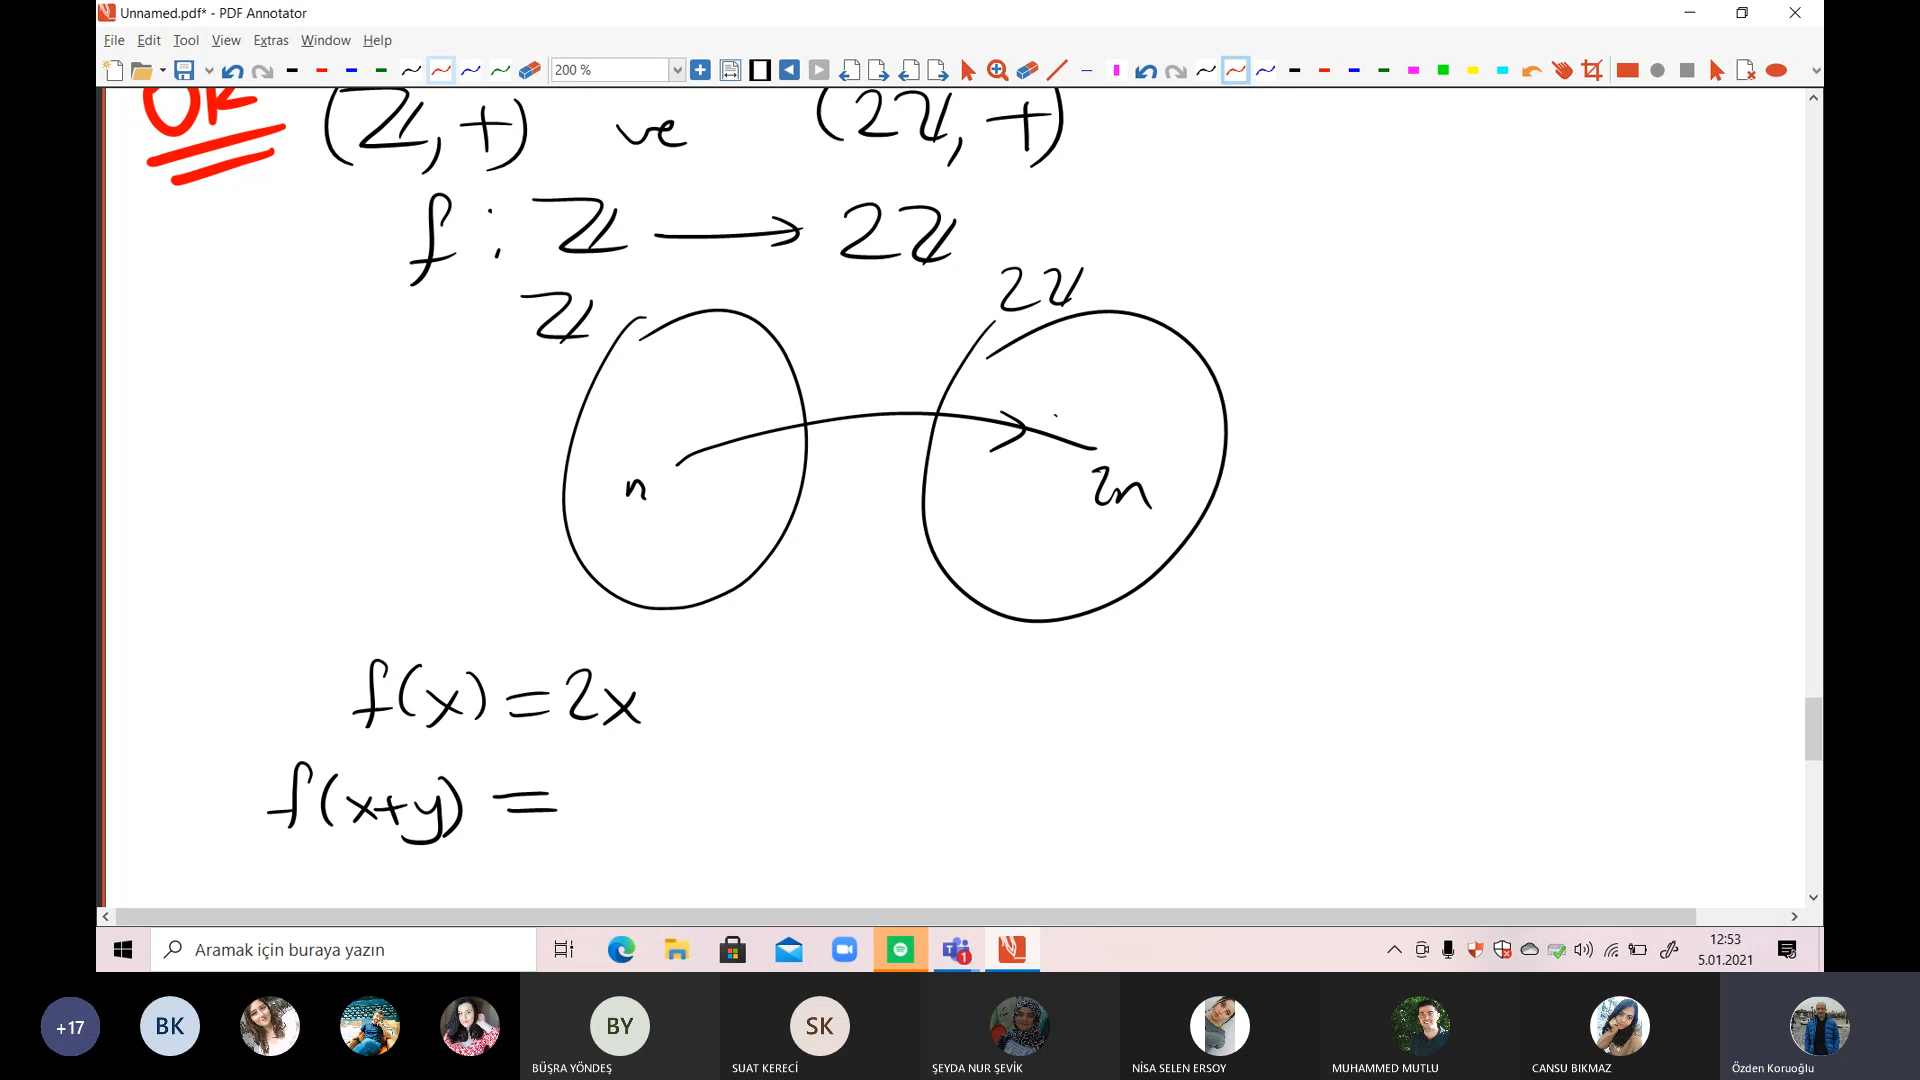 Unnamed.pdf* - PDF Annotator
File Edit Tool View Extras Window Help
200 %
ÖR (ℤ, +) ve (2ℤ, +)
f : ℤ → 2ℤ
ℤ 2ℤ
n 2n
f(x) = 2x
f(x+y) =
Aramak için buraya yazın
1
12:53
5.01.2021
+17 BK BY SK
BÜŞRA YÖNDEŞ SUAT KERECİ ŞEYDA NUR ŞEVİK NİSA SELEN ERSOY MUHAMMED MUTLU CANSU BIKMAZ Özden Koruoğlu